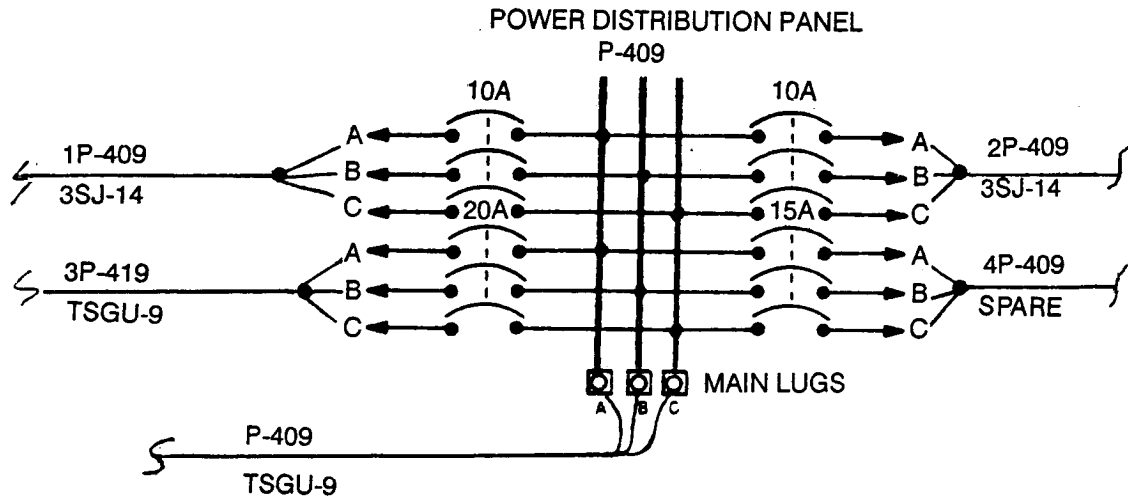 POWER DISTRIBUTION PANEL
P-409
10A
10A
A
A
1P-409
B
B
2P-409
3SJ-14
3SJ-14
C
C
20A
15A
A
A
3P-419
B
B
4P-409
TSGU-9
SPARE
C
C
MAIN LUGS
A B C
P-409
TSGU-9